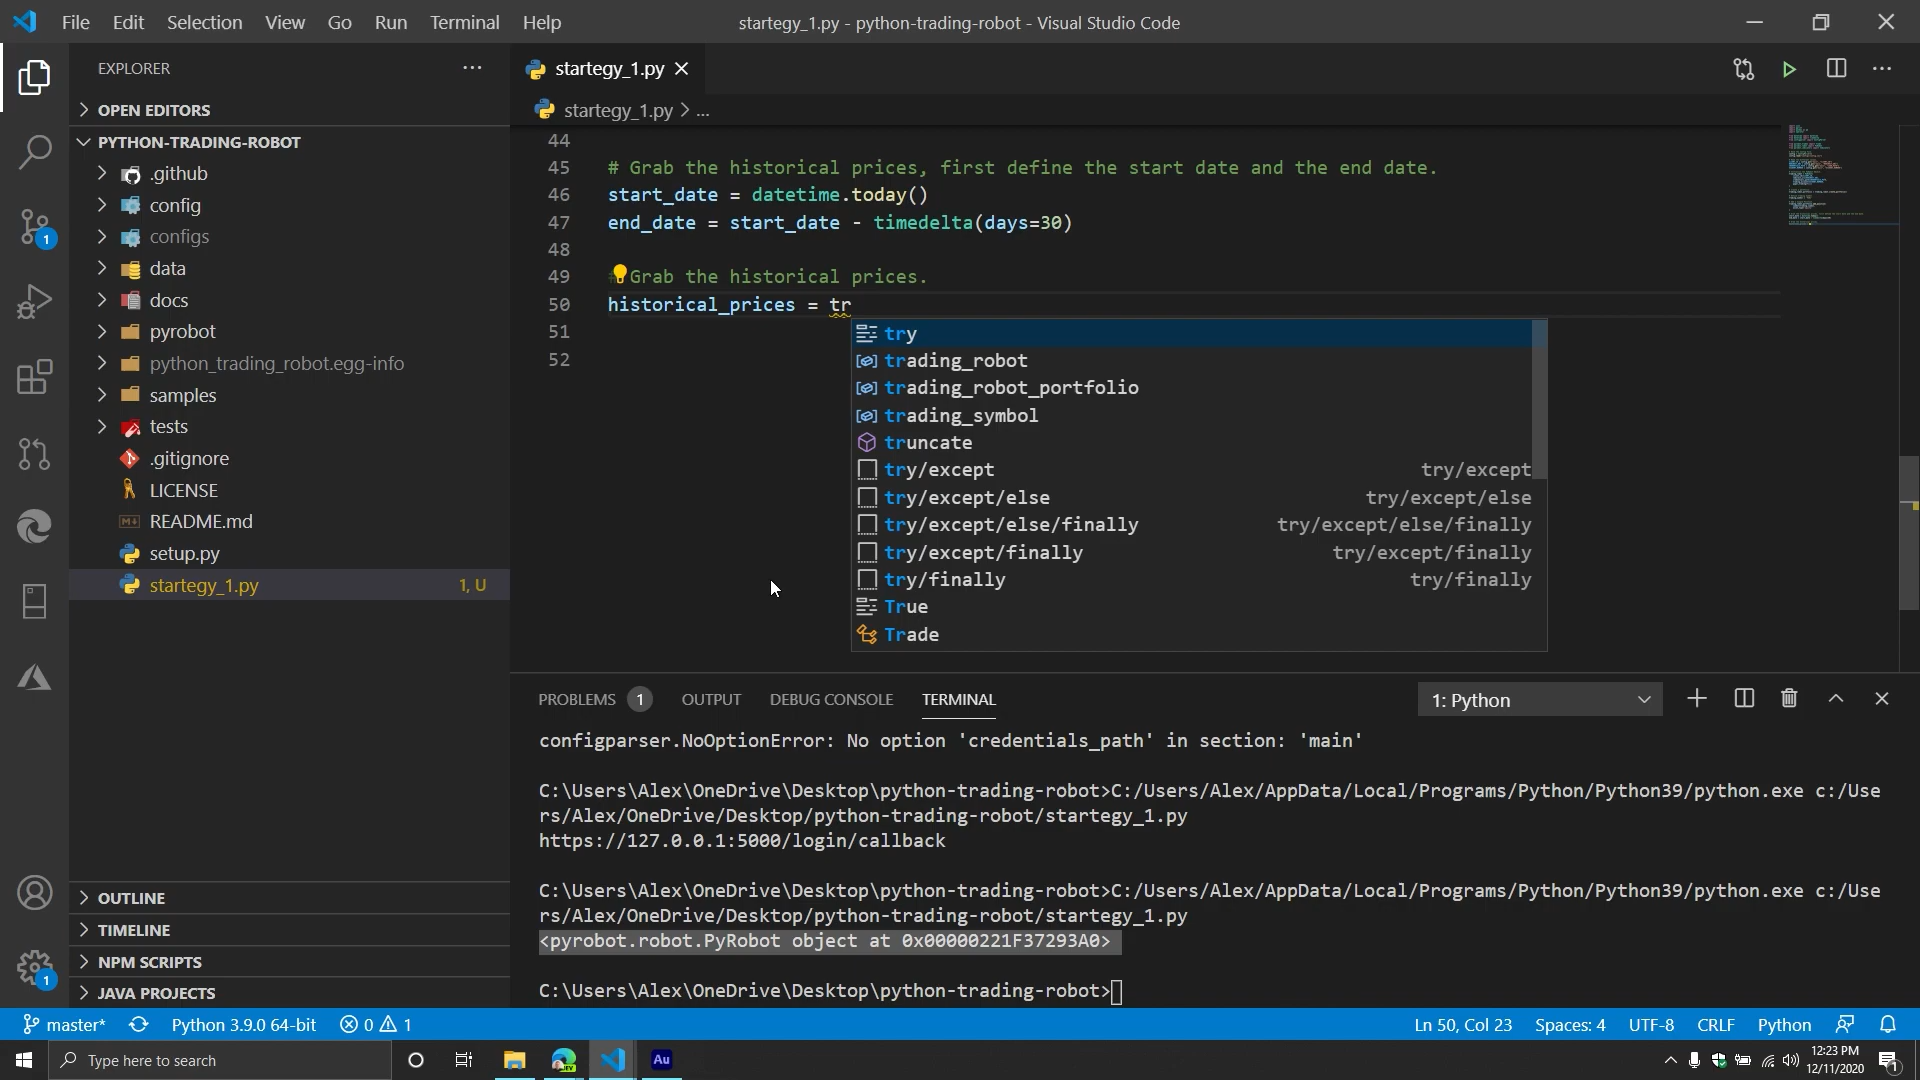 File Edit Selection View Go Run Terminal Help
startegy_1.py - python-trading-robot - Visual Studio Code
EXPLORER
OPEN EDITORS
PYTHON-TRADING-ROBOT
.github
config
configs
data
docs
pyrobot
python_trading_robot.egg-info
samples
tests
.gitignore
LICENSE
README.md
setup.py
startegy_1.py 1, U
OUTLINE
TIMELINE
NPM SCRIPTS
JAVA PROJECTS
1
1
startegy_1.py
startegy_1.py > ...
44
45 # Grab the historical prices, first define the start date and the end date.
46 start_date = datetime.today()
47 end_date = start_date - timedelta(days=30)
48
49 # Grab the historical prices.
50 historical_prices = tr
51
52
try
trading_robot
trading_robot_portfolio
trading_symbol
truncate
try/except try/except
try/except/else try/except/else
try/except/else/finally try/except/else/finally
try/except/finally try/except/finally
try/finally try/finally
True
Trade
PROBLEMS 1 OUTPUT DEBUG CONSOLE TERMINAL 1: Python
configparser.NoOptionError: No option 'credentials_path' in section: 'main'
C:\Users\Alex\OneDrive\Desktop\python-trading-robot>C:/Users/Alex/AppData/Local/Programs/Python/Python39/python.exe c:/Use
rs/Alex/OneDrive/Desktop/python-trading-robot/startegy_1.py
https://127.0.0.1:5000/login/callback
C:\Users\Alex\OneDrive\Desktop\python-trading-robot>C:/Users/Alex/AppData/Local/Programs/Python/Python39/python.exe c:/Use
rs/Alex/OneDrive/Desktop/python-trading-robot/startegy_1.py
<pyrobot.robot.PyRobot object at 0x00000221F37293A0>
C:\Users\Alex\OneDrive\Desktop\python-trading-robot>
master* Python 3.9.0 64-bit 0 1 Ln 50, Col 23 Spaces: 4 UTF-8 CRLF Python
Type here to search
Au
12:23 PM
12/11/2020
1